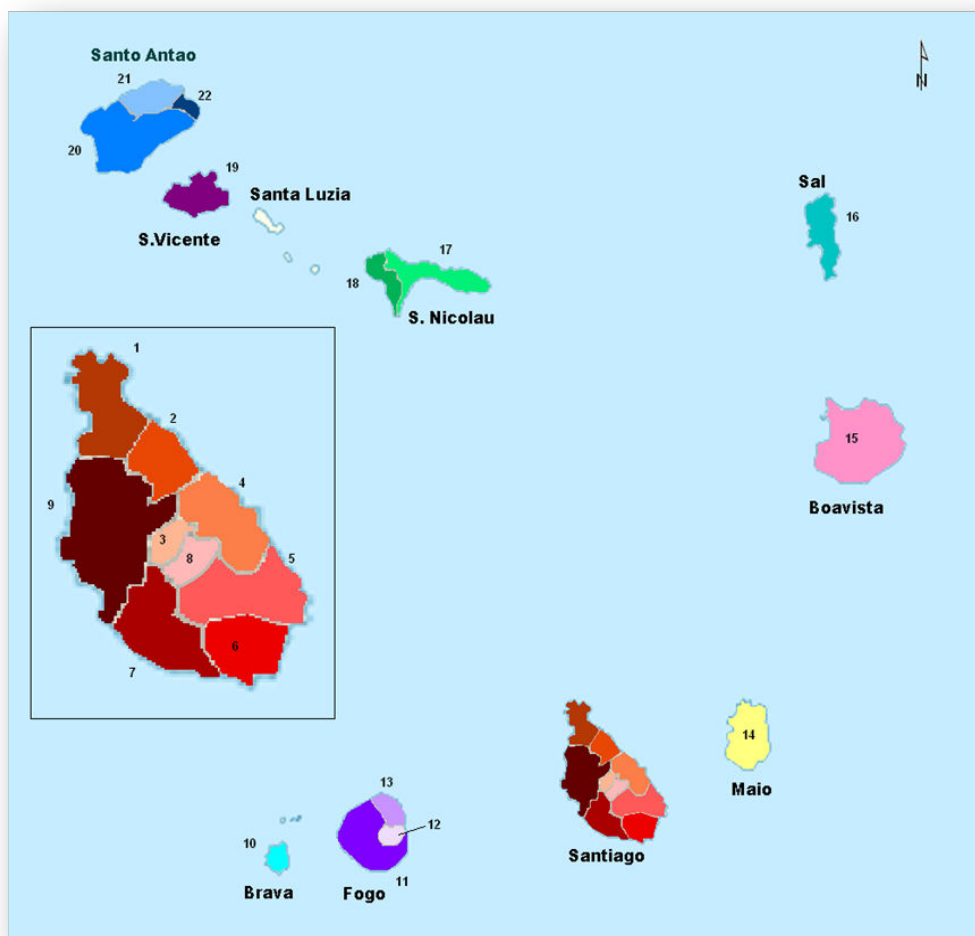 Santo Antao
21
22
20
19
Santa Luzia
S.Vicente
Sal
16
17
18
S. Nicolau
N
1
2
4
9
3
8
5
6
7
15
Boavista
14
Maio
13
12
10
11
Brava
Fogo
Santiago